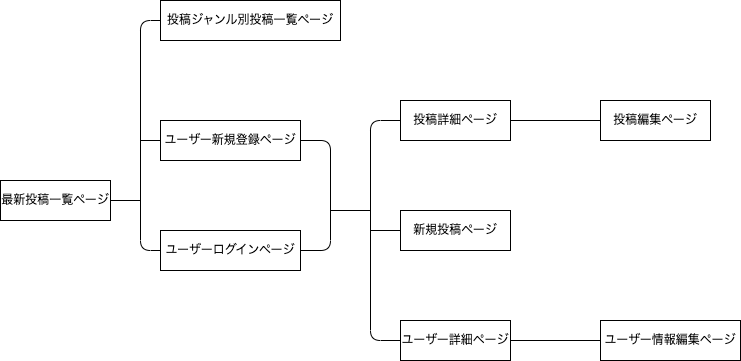 投稿ジャンル別投稿一覧ページ
ユーザー新規登録ページ
投稿詳細ページ
投稿編集ページ
最新投稿一覧ページ
新規投稿ページ
ユーザーログインページ
ユーザー詳細ページ
ユーザー情報編集ページ